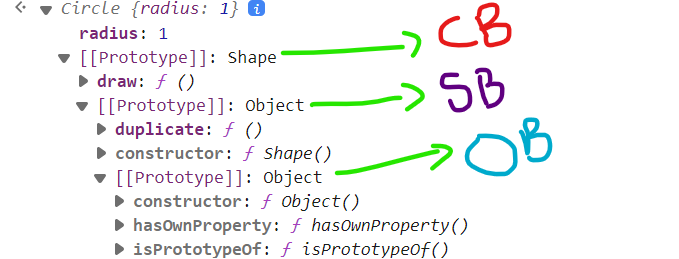 Circle {radius: 1} i
radius: 1
[[Prototype]]: Shape CB
draw: ƒ ()
[[Prototype]]: Object SB
duplicate: ƒ ()
constructor: ƒ Shape()
[[Prototype]]: Object OB
constructor: ƒ Object()
hasOwnProperty: ƒ hasOwnProperty()
isPrototypeOf: ƒ isPrototypeOf()